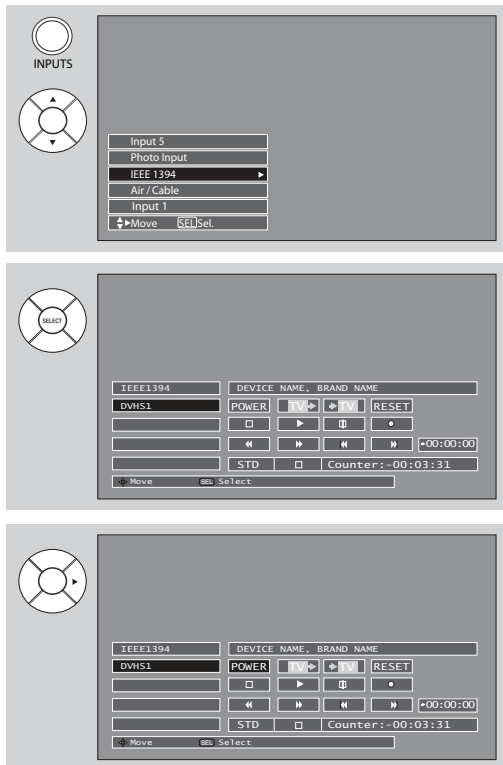 INPUTS
Input 5
Photo Input
IEEE 1394
Air / Cable
Input 1
Move SEL Sel.
SELECT
IEEE1394 DEVICE NAME, BRAND NAME
DVHS1 POWER TV TV RESET
00:00:00
STD Counter:-00:03:31
Move SEL Select
IEEE1394 DEVICE NAME, BRAND NAME
DVHS1 POWER TV TV RESET
00:00:00
STD Counter:-00:03:31
Move SEL Select